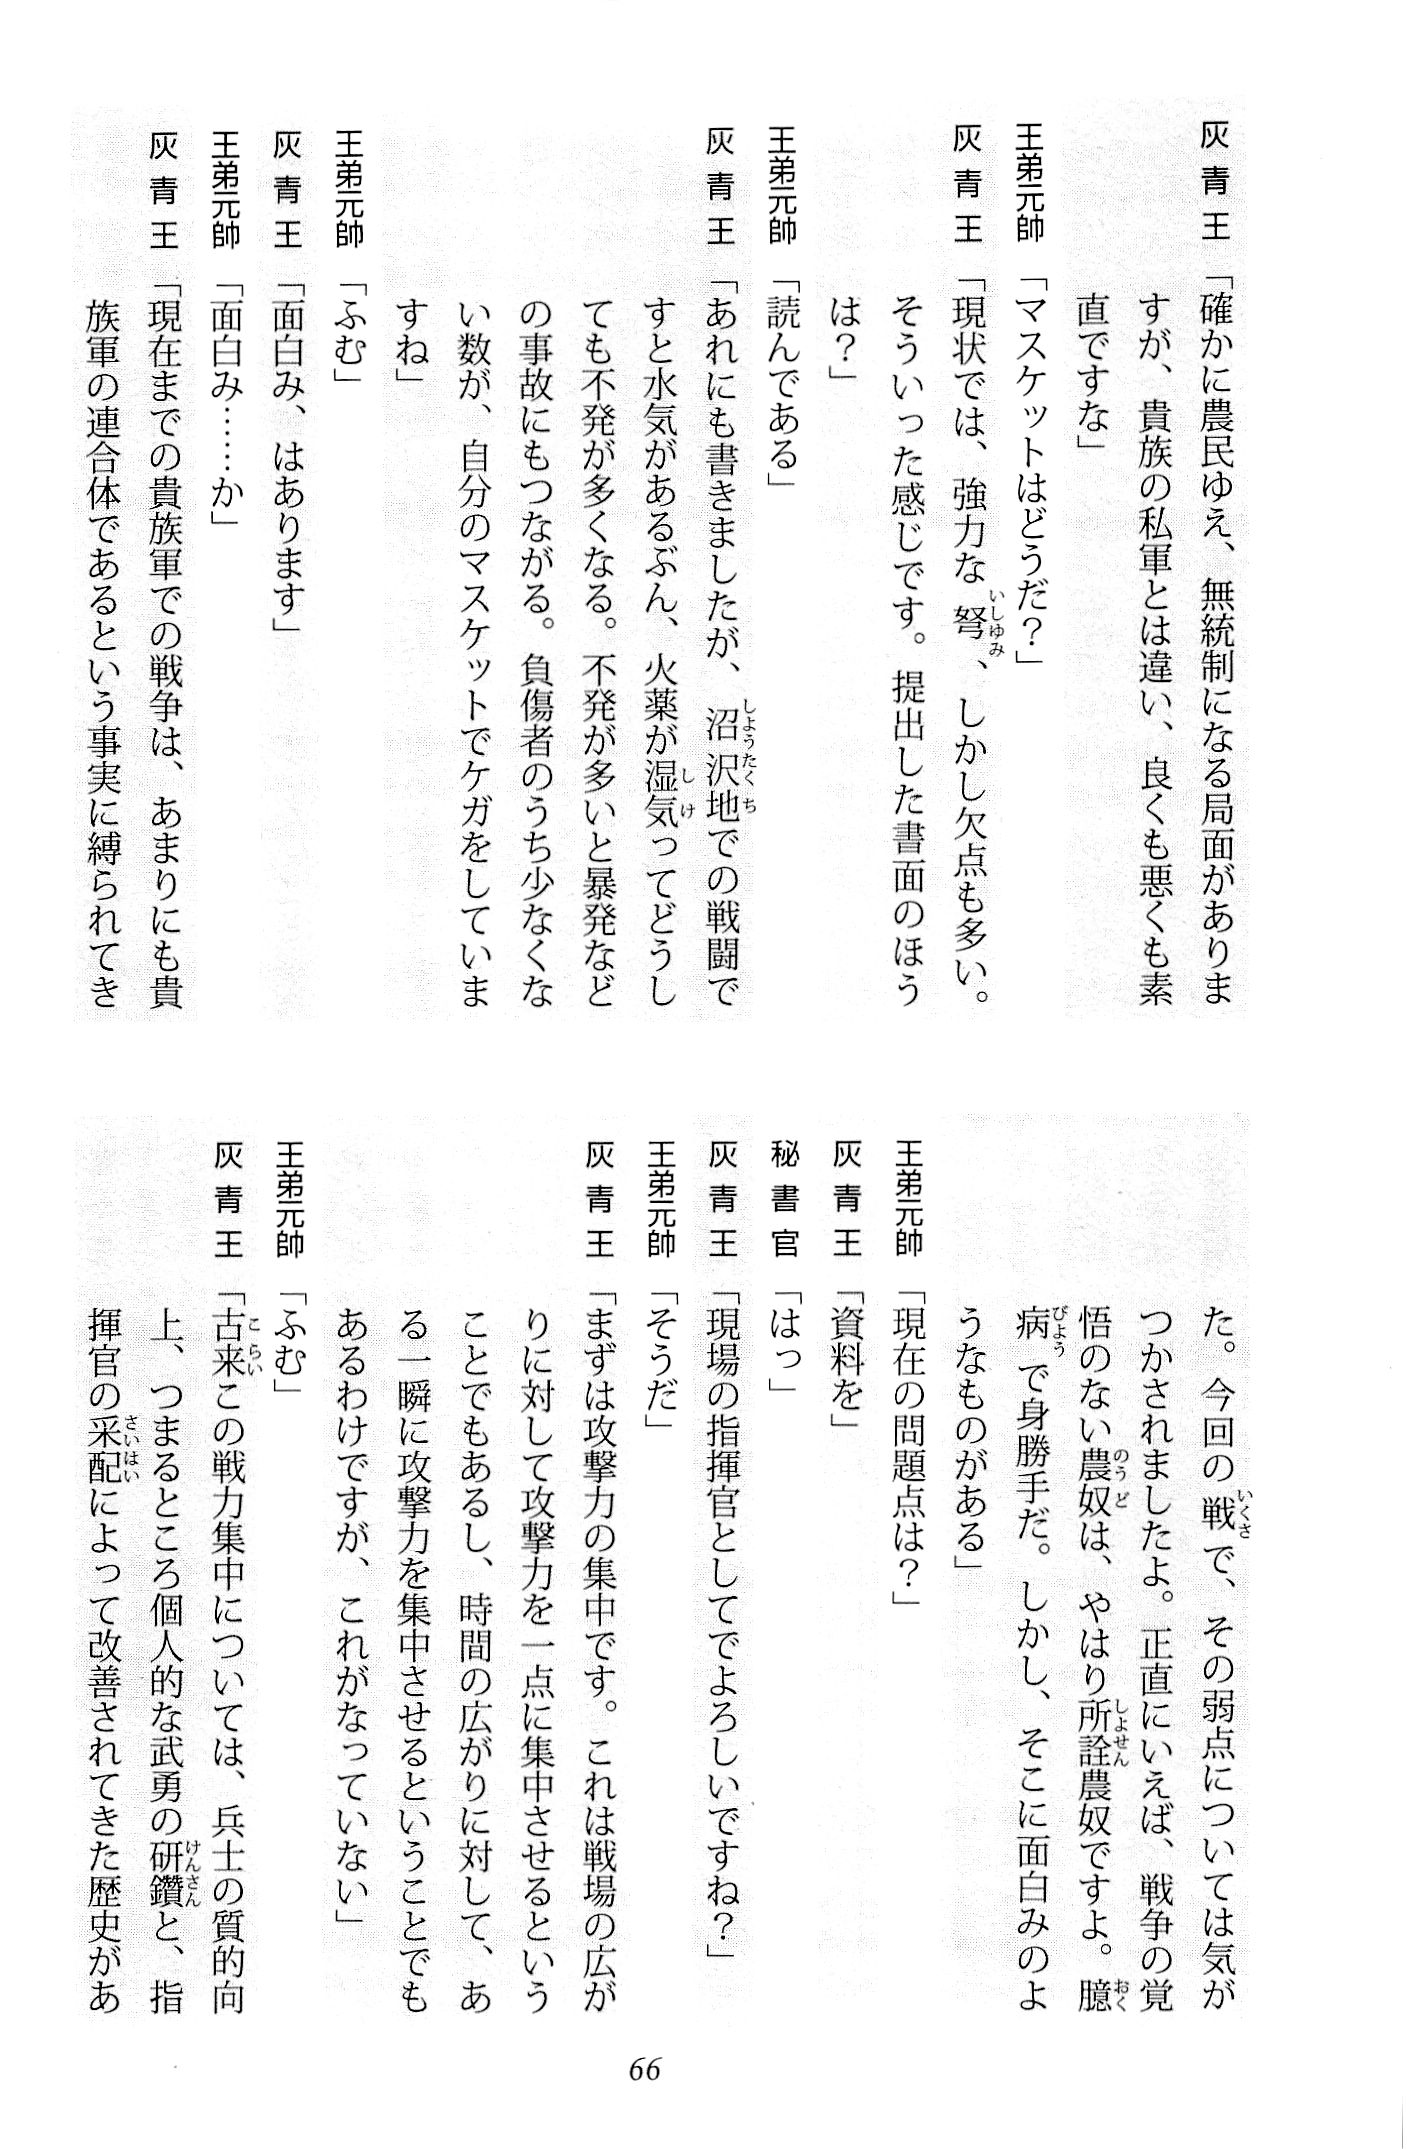 灰青王「確かに農民ゆえ、無統制になる局面がありま
すが、貴族の私軍とは違い、良くも悪くも素
直ですな」
王弟元帥「マスケットはどうだ？」
灰青王「現状では、強力な弩、しかし欠点も多い。
そういった感じです。提出した書面のほう
は？」
王弟元帥「読んである」
灰青王「あれにも書きましたが、沼沢地での戦闘で
すと水気があるぶん、火薬が湿気ってどうし
ても不発が多くなる。不発が多いと暴発など
の事故にもつながる。負傷者のうち少なくな
い数が、自分のマスケットでケガをしていま
すね」
王弟元帥「ふむ」
灰青王「面白み、はあります」
王弟元帥「面白み……か」
灰青王「現在までの貴族軍での戦争は、あまりにも貴
族軍の連合体であるという事実に縛られてき
た。今回の戦で、その弱点については気が
つかされましたよ。正直にいえば、戦争の覚
悟のない農奴は、やはり所詮農奴ですよ。臆
病で身勝手だ。しかし、そこに面白みのよ
うなものがある」
王弟元帥「現在の問題点は？」
灰青王「資料を」
秘書官「はっ」
灰青王「現場の指揮官としてでよろしいですね？」
王弟元帥「そうだ」
灰青王「まずは攻撃力の集中です。これは戦場の広が
りに対して攻撃力を一点に集中させるという
ことでもあるし、時間の広がりに対して、あ
る一瞬に攻撃力を集中させるということでも
あるわけですが、これがなっていない」
王弟元帥「ふむ」
灰青王「古来この戦力集中については、兵士の質的向
上、つまるところ個人的な武勇の研鑽と、指
揮官の采配によって改善されてきた歴史があ
66